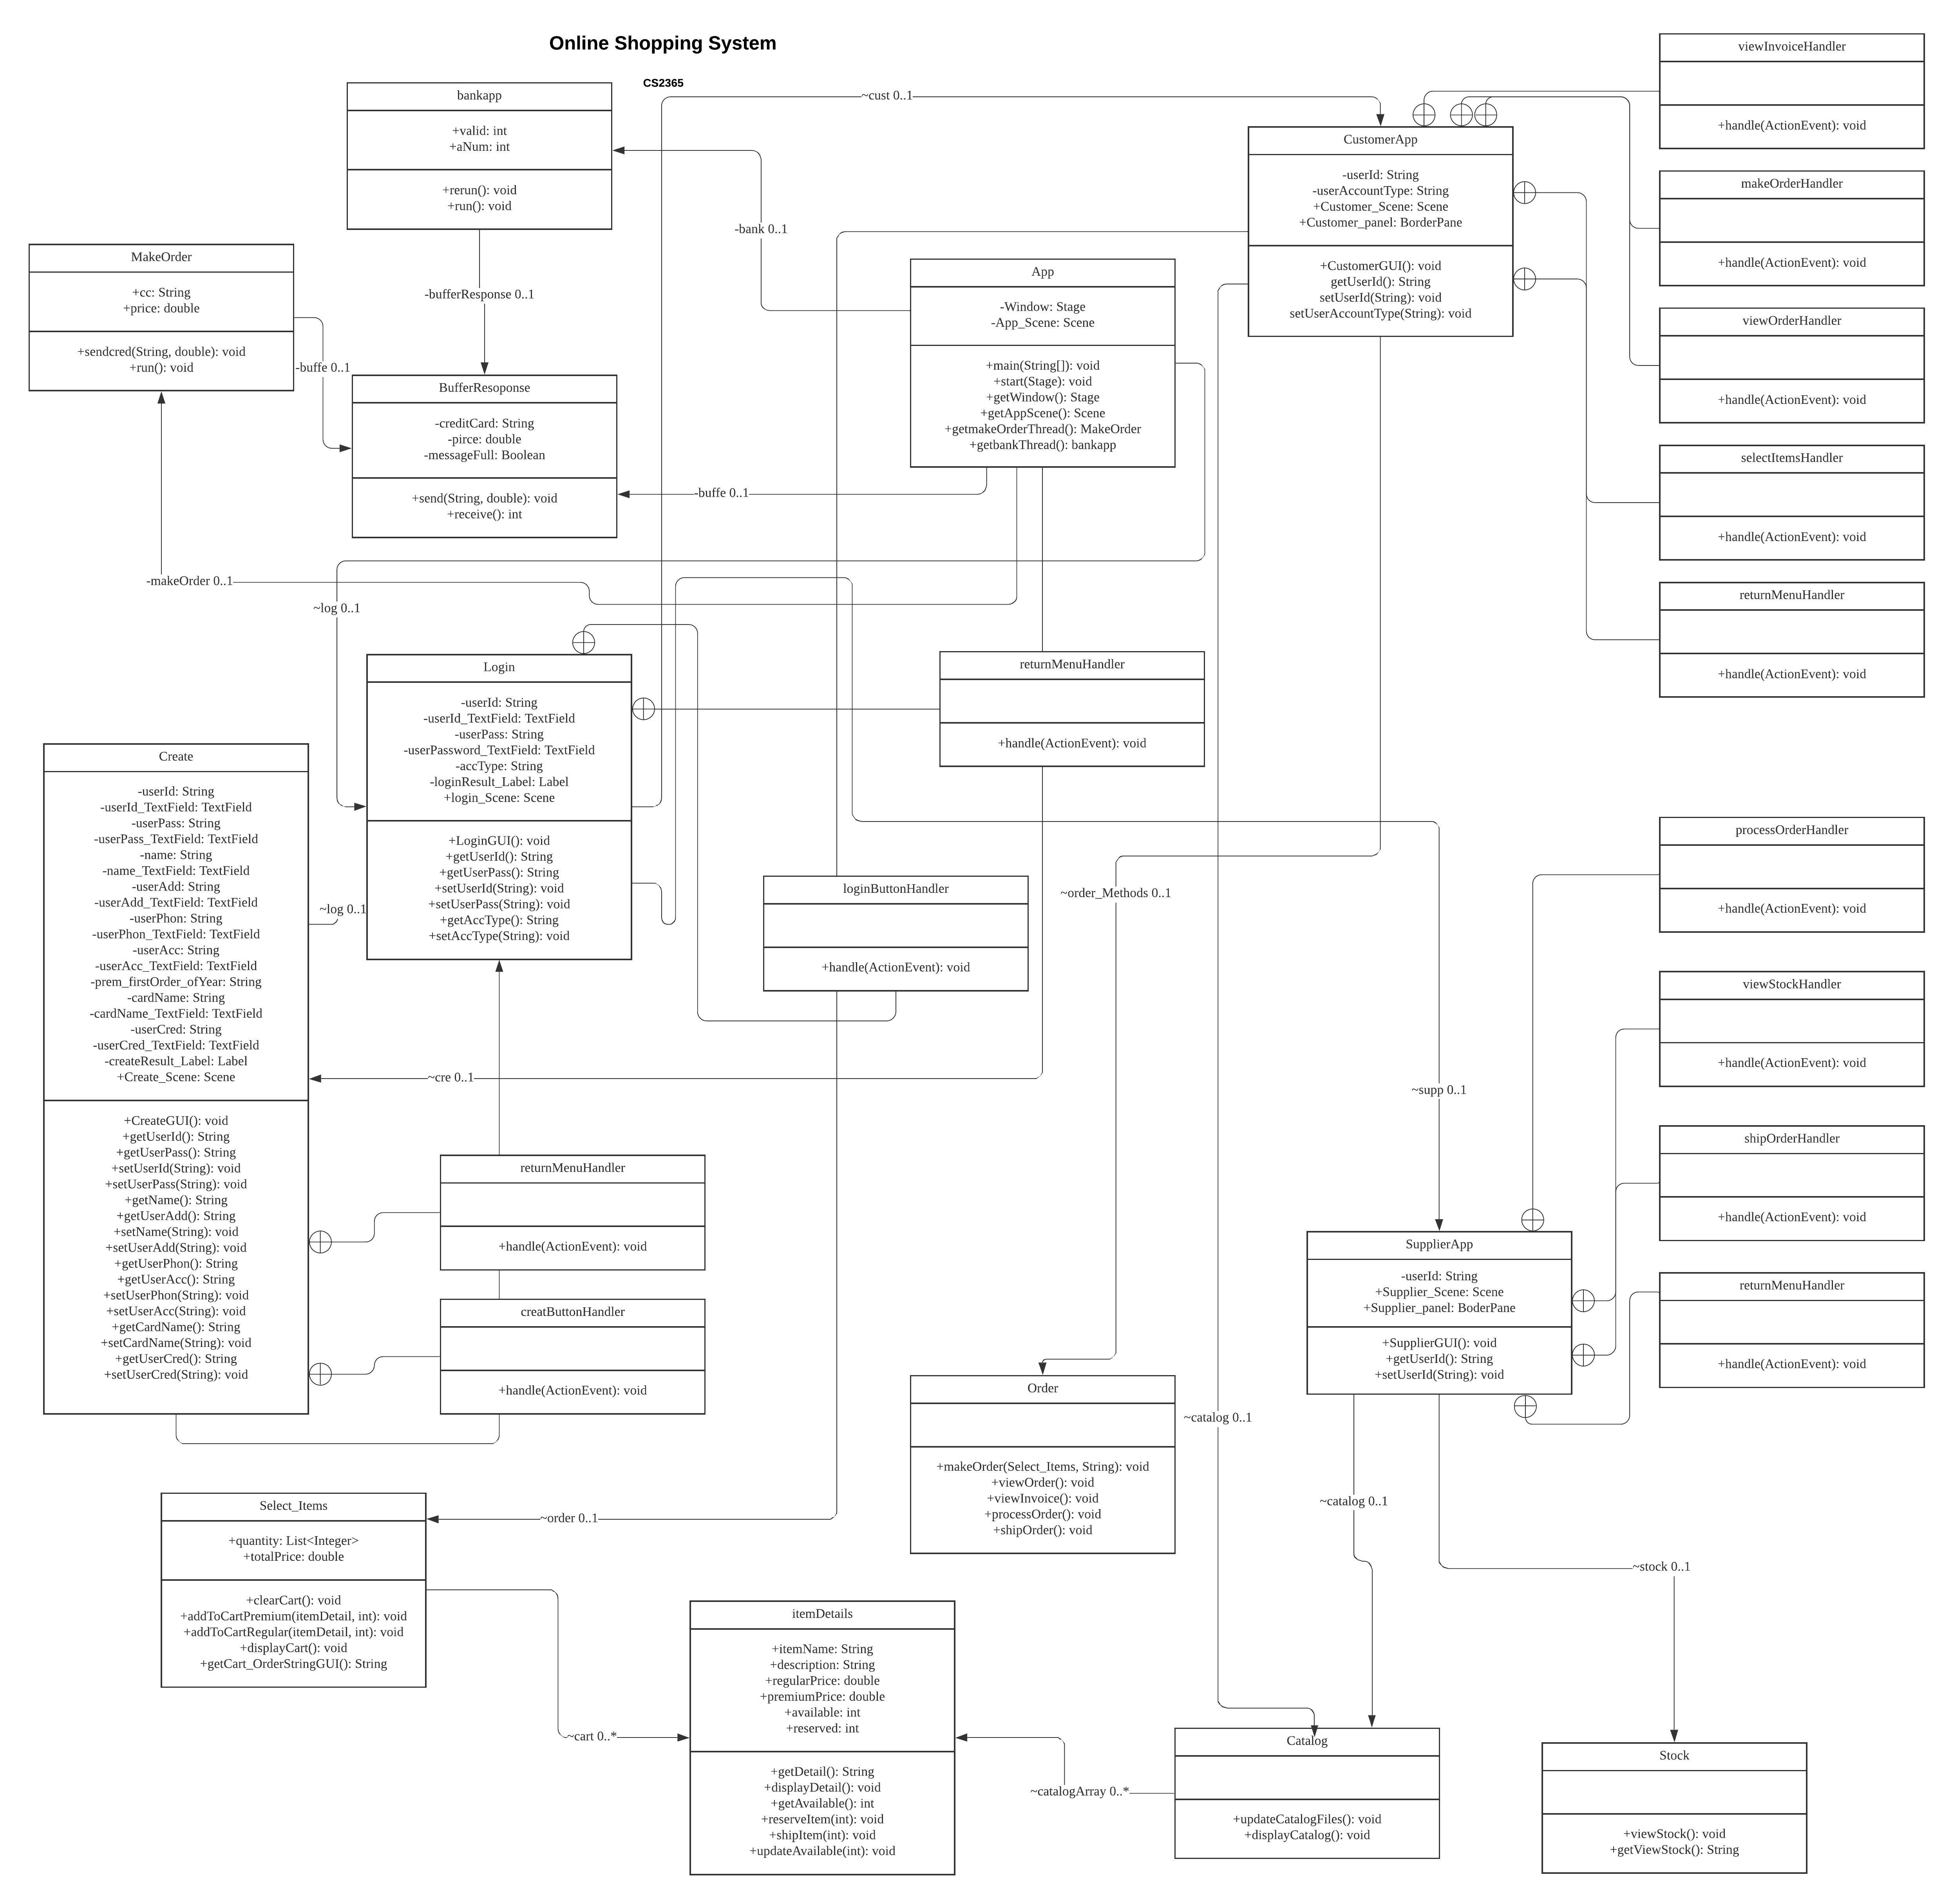 Online Shopping System
CS2365
bankapp
+valid: int
+aNum: int
+rerun(): void
+run(): void
~cust 0..1
-bank 0..1
-bufferResponse 0..1
MakeOrder
+cc: String
+price: double
+sendcred(String, double): void
+run(): void
-buffe 0..1
BufferResoponse
-creditCard: String
-pirce: double
-messageFull: Boolean
+send(String, double): void
+receive(): int
-buffe 0..1
App
-Window: Stage
-App_Scene: Scene
+main(String[]): void
+start(Stage): void
+getWindow(): Stage
+getAppScene(): Scene
+getmakeOrderThread(): MakeOrder
+getbankThread(): bankapp
CustomerApp
-userId: String
-userAccountType: String
+Customer_Scene: Scene
+Customer_panel: BorderPane
+CustomerGUI(): void
getUserId(): String
setUserId(String): void
setUserAccountType(String): void
viewInvoiceHandler
+handle(ActionEvent): void
makeOrderHandler
+handle(ActionEvent): void
viewOrderHandler
+handle(ActionEvent): void
selectItemsHandler
+handle(ActionEvent): void
returnMenuHandler
+handle(ActionEvent): void
-makeOrder 0..1
~log 0..1
Login
-userId: String
-userId_TextField: TextField
-userPass: String
-userPassword_TextField: TextField
-accType: String
-loginResult_Label: Label
+login_Scene: Scene
+LoginGUI(): void
+getUserId(): String
+getUserPass(): String
+setUserId(String): void
+setUserPass(String): void
+getAccType(): String
+setAccType(String): void
returnMenuHandler
+handle(ActionEvent): void
Create
-userId: String
-userId_TextField: TextField
-userPass: String
-userPass_TextField: TextField
-name: String
-name_TextField: TextField
-userAdd: String
-userAdd_TextField: TextField
-userPhon: String
-userPhon_TextField: TextField
-userAcc: String
-userAcc_TextField: TextField
-prem_firstOrder_ofYear: String
-cardName: String
-cardName_TextField: TextField
-userCred: String
-userCred_TextField: TextField
-createResult_Label: Label
+Create_Scene: Scene
+CreateGUI(): void
+getUserId(): String
+getUserPass(): String
+setUserId(String): void
+setUserPass(String): void
+getName(): String
+getUserAdd(): String
+setName(String): void
+setUserAdd(String): void
+getUserPhon(): String
+getUserAcc(): String
+setUserPhon(String): void
+setUserAcc(String): void
+getCardName(): String
+setCardName(String): void
+getUserCred(): String
+setUserCred(String): void
~log 0..1
loginButtonHandler
+handle(ActionEvent): void
~order_Methods 0..1
~cre 0..1
~supp 0..1
processOrderHandler
+handle(ActionEvent): void
viewStockHandler
+handle(ActionEvent): void
shipOrderHandler
+handle(ActionEvent): void
returnMenuHandler
+handle(ActionEvent): void
returnMenuHandler
+handle(ActionEvent): void
creatButtonHandler
+handle(ActionEvent): void
SupplierApp
-userId: String
+Supplier_Scene: Scene
+Supplier_panel: BoderPane
+SupplierGUI(): void
+getUserId(): String
+setUserId(String): void
Order
+makeOrder(Select_Items, String): void
+viewOrder(): void
+viewInvoice(): void
+processOrder(): void
+shipOrder(): void
~catalog 0..1
~catalog 0..1
~stock 0..1
Select_Items
+quantity: List<Integer>
+totalPrice: double
+clearCart(): void
+addToCartPremium(itemDetail, int): void
+addToCartRegular(itemDetail, int): void
+displayCart(): void
+getCart_OrderStringGUI(): String
~order 0..1
~cart 0..*
itemDetails
+itemName: String
+description: String
+regularPrice: double
+premiumPrice: double
+available: int
+reserved: int
+getDetail(): String
+displayDetail(): void
+getAvailable(): int
+reserveItem(int): void
+shipItem(int): void
+updateAvailable(int): void
~catalogArray 0..*
Catalog
+updateCatalogFiles(): void
+displayCatalog(): void
Stock
+viewStock(): void
+getViewStock(): String